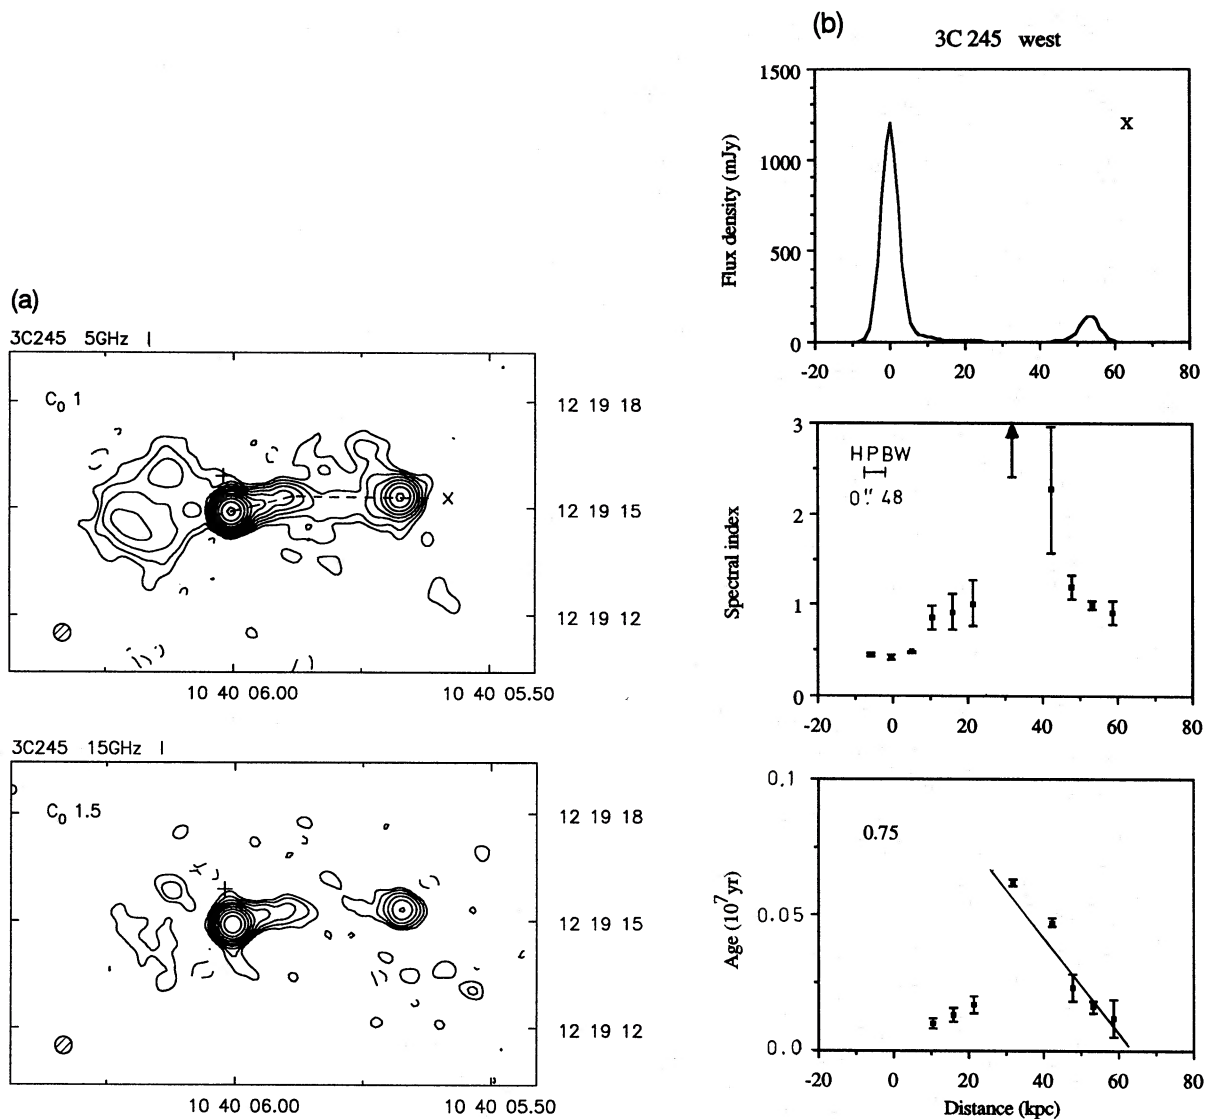 (a)
3C245 5GHz I
C₀ 1
x
12 19 18
12 19 15
12 19 12
10 40 06.00 10 40 05.50
3C245 15GHz I
C₀ 1.5
12 19 18
12 19 15
12 19 12
10 40 06.00 10 40 05.50
(b)
3C 245 west
Flux density (mJy)
1500
1000
500
0
x
-20 0 20 40 60 80
Spectral index
3
2
1
0
HPBW
0″.48
-20 0 20 40 60 80
Age (10⁷yr)
0.1
0.05
0.0
0.75
-20 0 20 40 60 80
Distance (kpc)